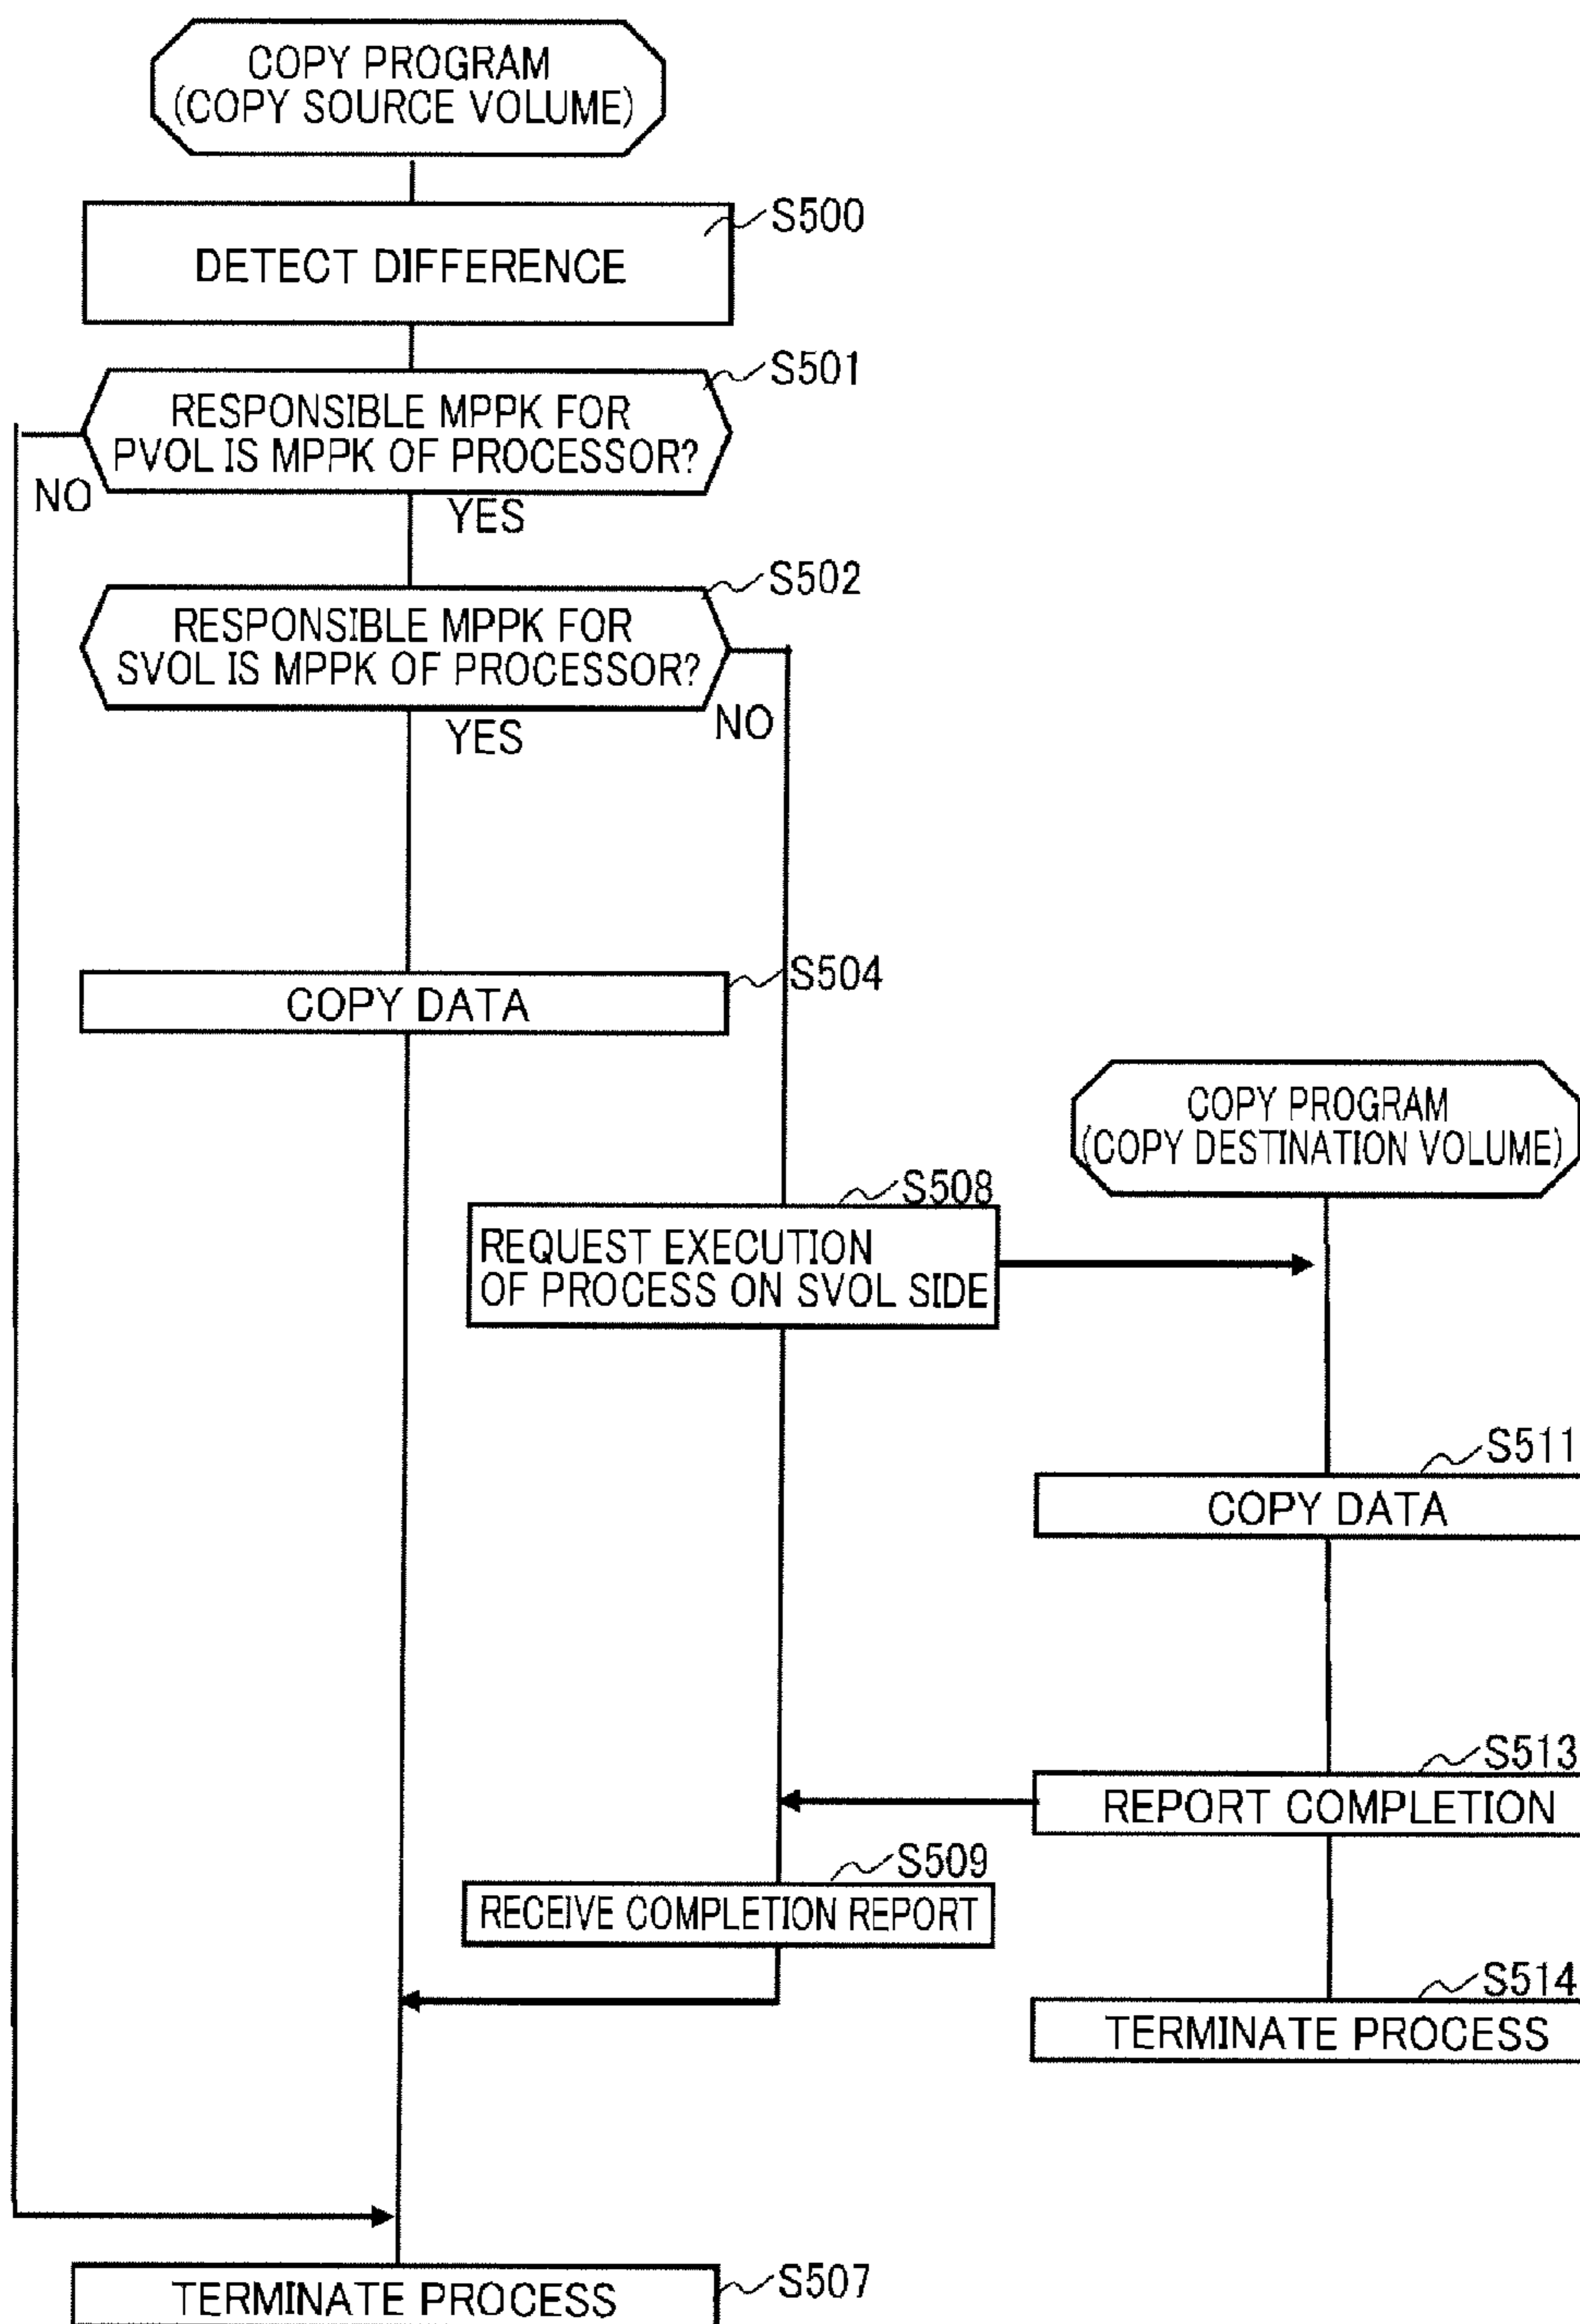 COPY PROGRAM
(COPY SOURCE VOLUME)
S500
DETECT DIFFERENCE
S501
RESPONSIBLE MPPK FOR
PVOL IS MPPK OF PROCESSOR?
NO
YES
S502
RESPONSIBLE MPPK FOR
SVOL IS MPPK OF PROCESSOR?
YES
NO
S504
COPY DATA
COPY PROGRAM
(COPY DESTINATION VOLUME)
S508
REQUEST EXECUTION
OF PROCESS ON SVOL SIDE
S511
COPY DATA
S513
REPORT COMPLETION
S509
RECEIVE COMPLETION REPORT
S514
TERMINATE PROCESS
S507
TERMINATE PROCESS